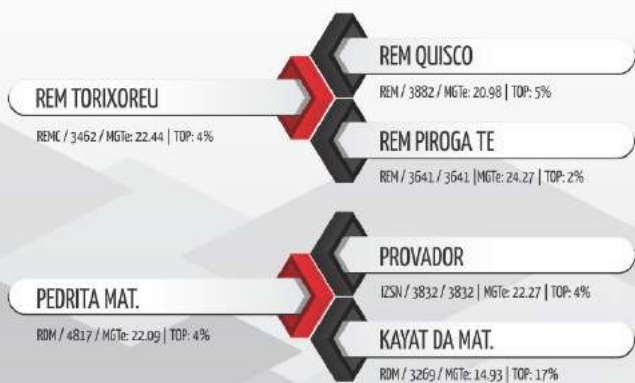 REM TORIXOREU
REMC / 3462 / MGTe: 22.44 | TOP: 4%
REM QUISCO
REM / 3882 / MGTe: 20.98 | TOP: 5%
REM PIROGA TE
REM / 3641 / 3641 |MGTe: 24.27 | TOP: 2%
PEDRITA MAT.
RDM / 4817 / MGTe: 22.09 | TOP: 4%
PROVADOR
IZSN / 3832 / 3832 | MGTe: 22.27 | TOP: 4%
KAYAT DA MAT.
RDM / 3269 / MGTe: 14.93 | TOP: 17%